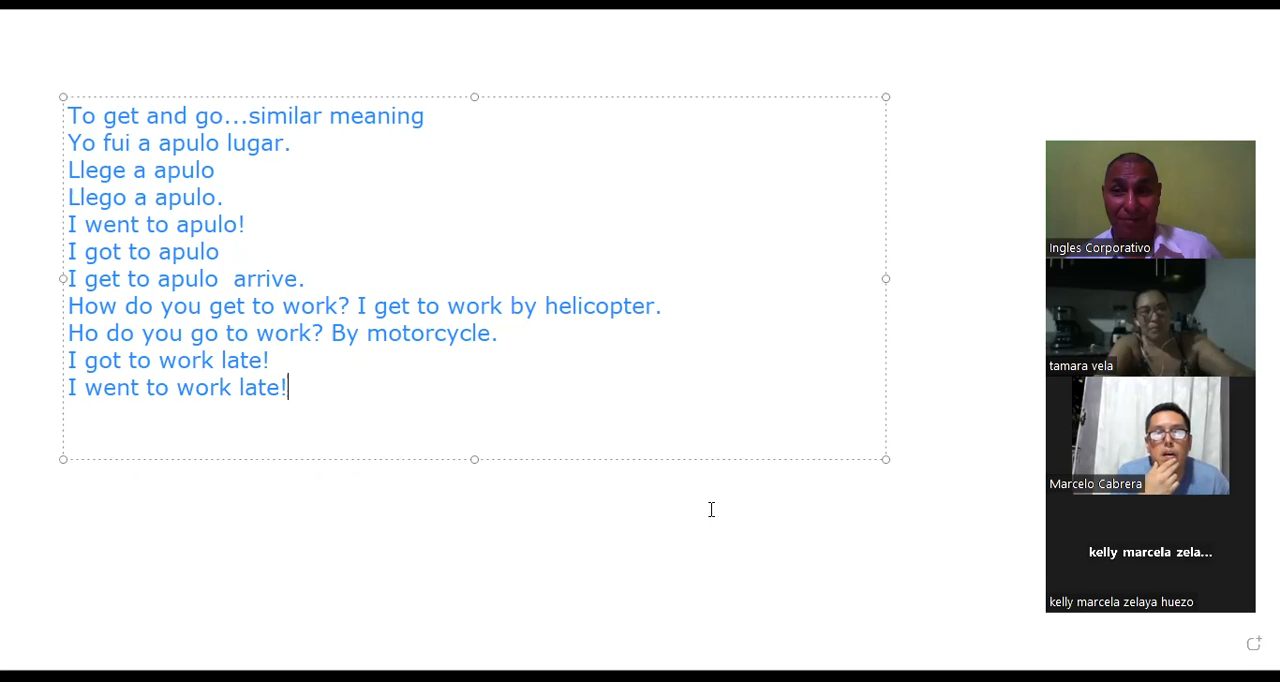 To get and go...similar meaning
Yo fui a apulo lugar.
Llege a apulo
Llego a apulo.
I went to apulo!
I got to apulo
I get to apulo  arrive.
How do you get to work? I get to work by helicopter.
Ho do you go to work? By motorcycle.
I got to work late!
I went to work late!
Ingles Corporativo
tamara vela
Marcelo Cabrera
kelly marcela zela...
kelly marcela zelaya huezo